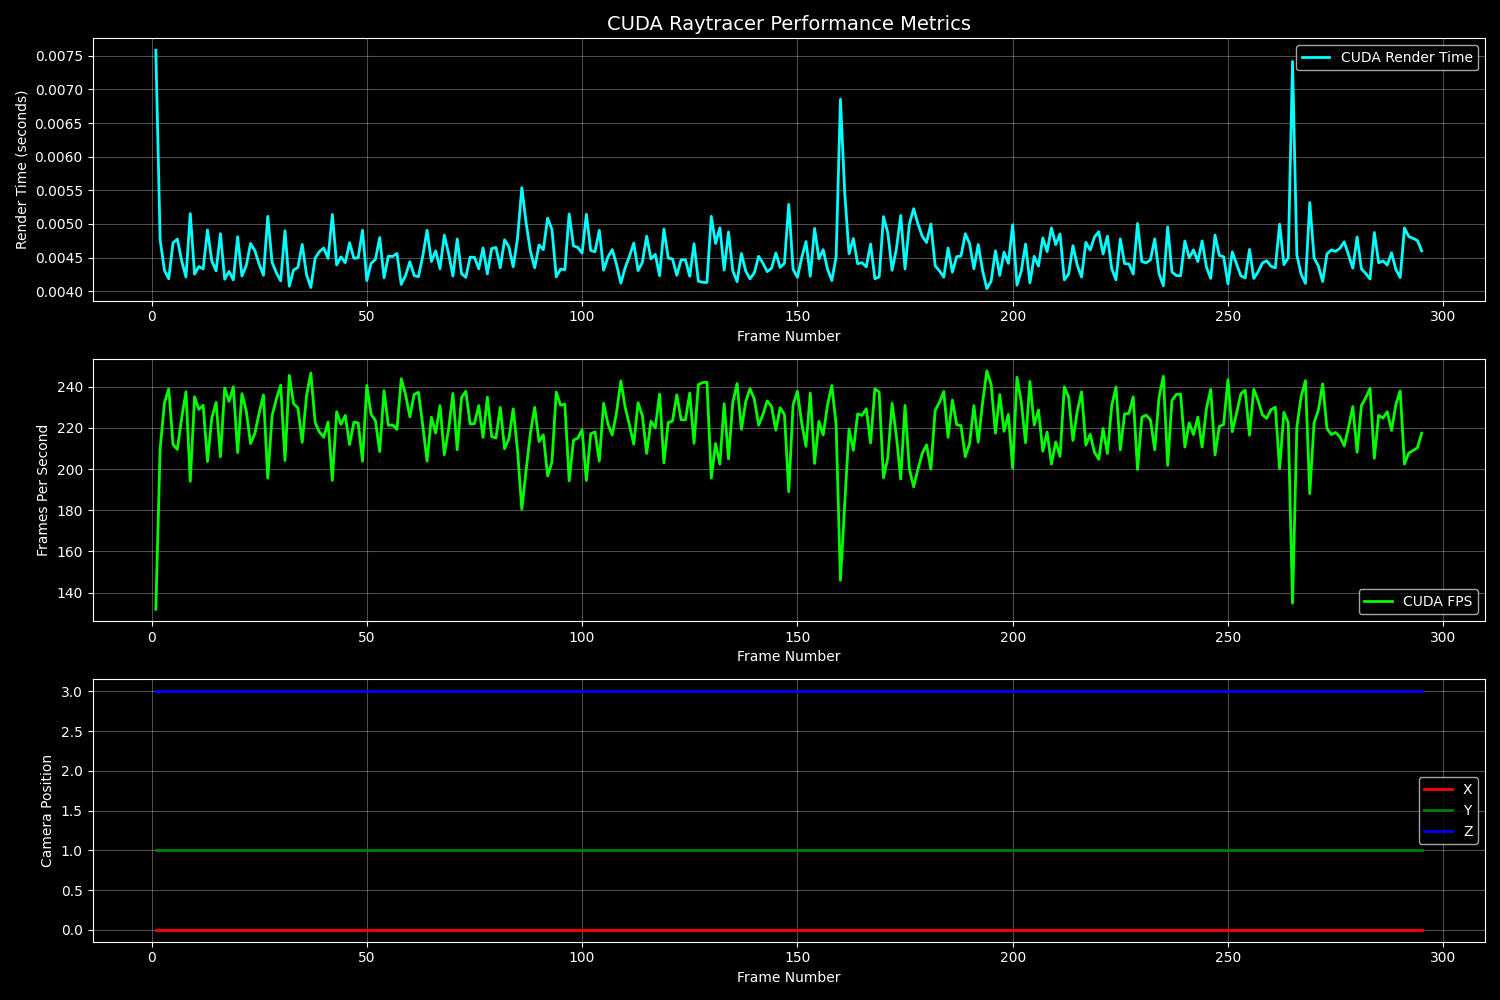 CUDA Raytracer Performance Metrics
Render Time (seconds)
0.0075
0.0070
0.0065
0.0060
0.0055
0.0050
0.0045
0.0040
CUDA Render Time
0 50 100 150 200 250 300
Frame Number
Frames Per Second
240
220
200
180
160
140
CUDA FPS
0 50 100 150 200 250 300
Frame Number
Camera Position
3.0
2.5
2.0
1.5
1.0
0.5
0.0
X
Y
Z
0 50 100 150 200 250 300
Frame Number